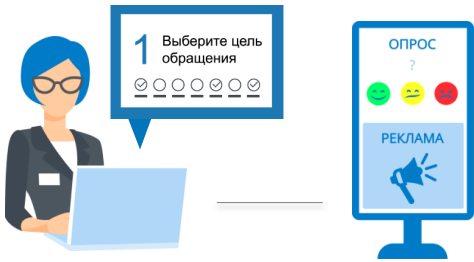 1
Выберите цель
обращения
ОПРОС
?
РЕКЛАМА